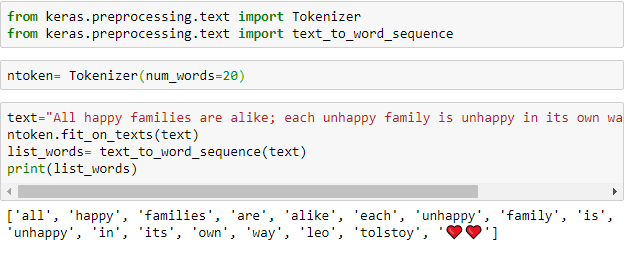 from keras.preprocessing.text import Tokenizer
from keras.preprocessing.text import text_to_word_sequence
ntoken= Tokenizer(num_words=20)
text="All happy families are alike; each unhappy family is unhappy in its own wa
ntoken.fit_on_texts(text)
list_words= text_to_word_sequence(text)
print(list_words)
['all', 'happy', 'families', 'are', 'alike', 'each', 'unhappy', 'family', 'is',
'unhappy', 'in', 'its', 'own', 'way', 'leo', 'tolstoy', '❤❤']